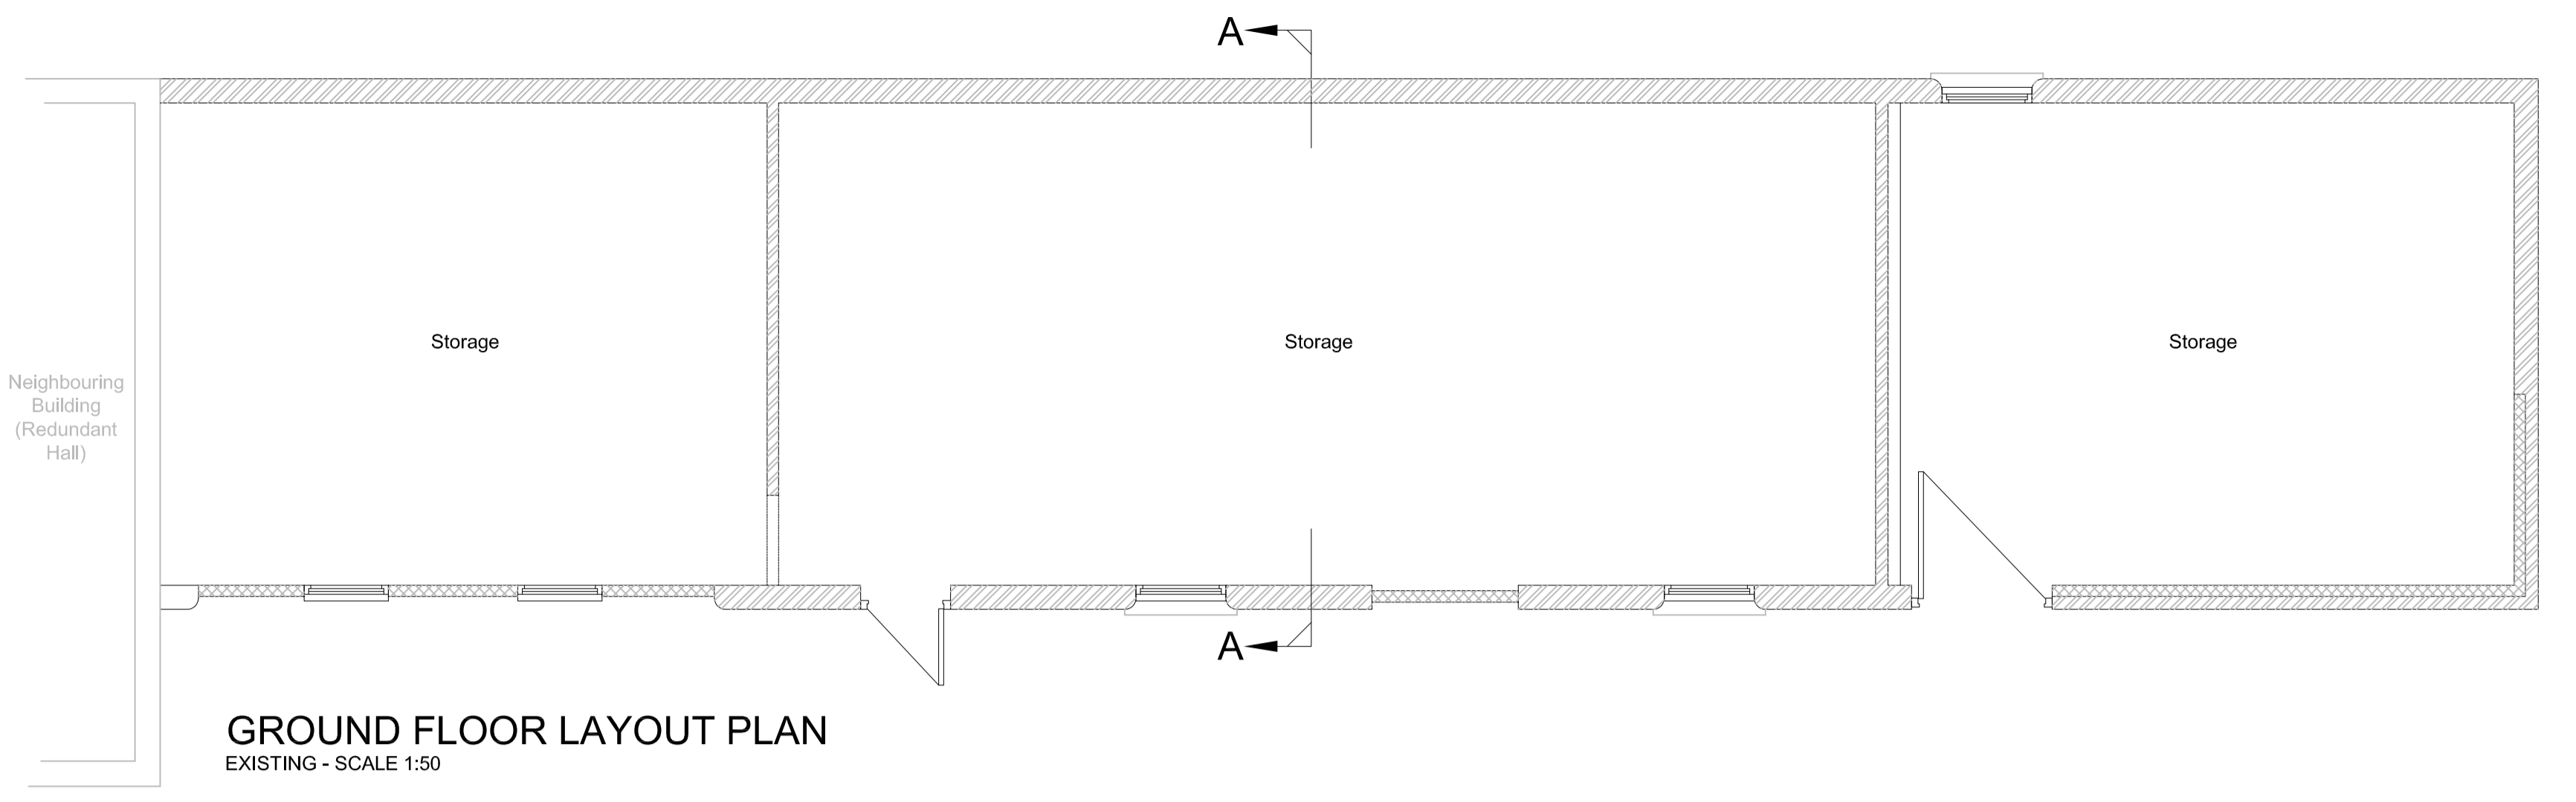 A
Storage
Storage
Storage
Neighbouring
Building
(Redundant
Hall)
A
GROUND FLOOR LAYOUT PLAN
EXISTING - SCALE 1:50